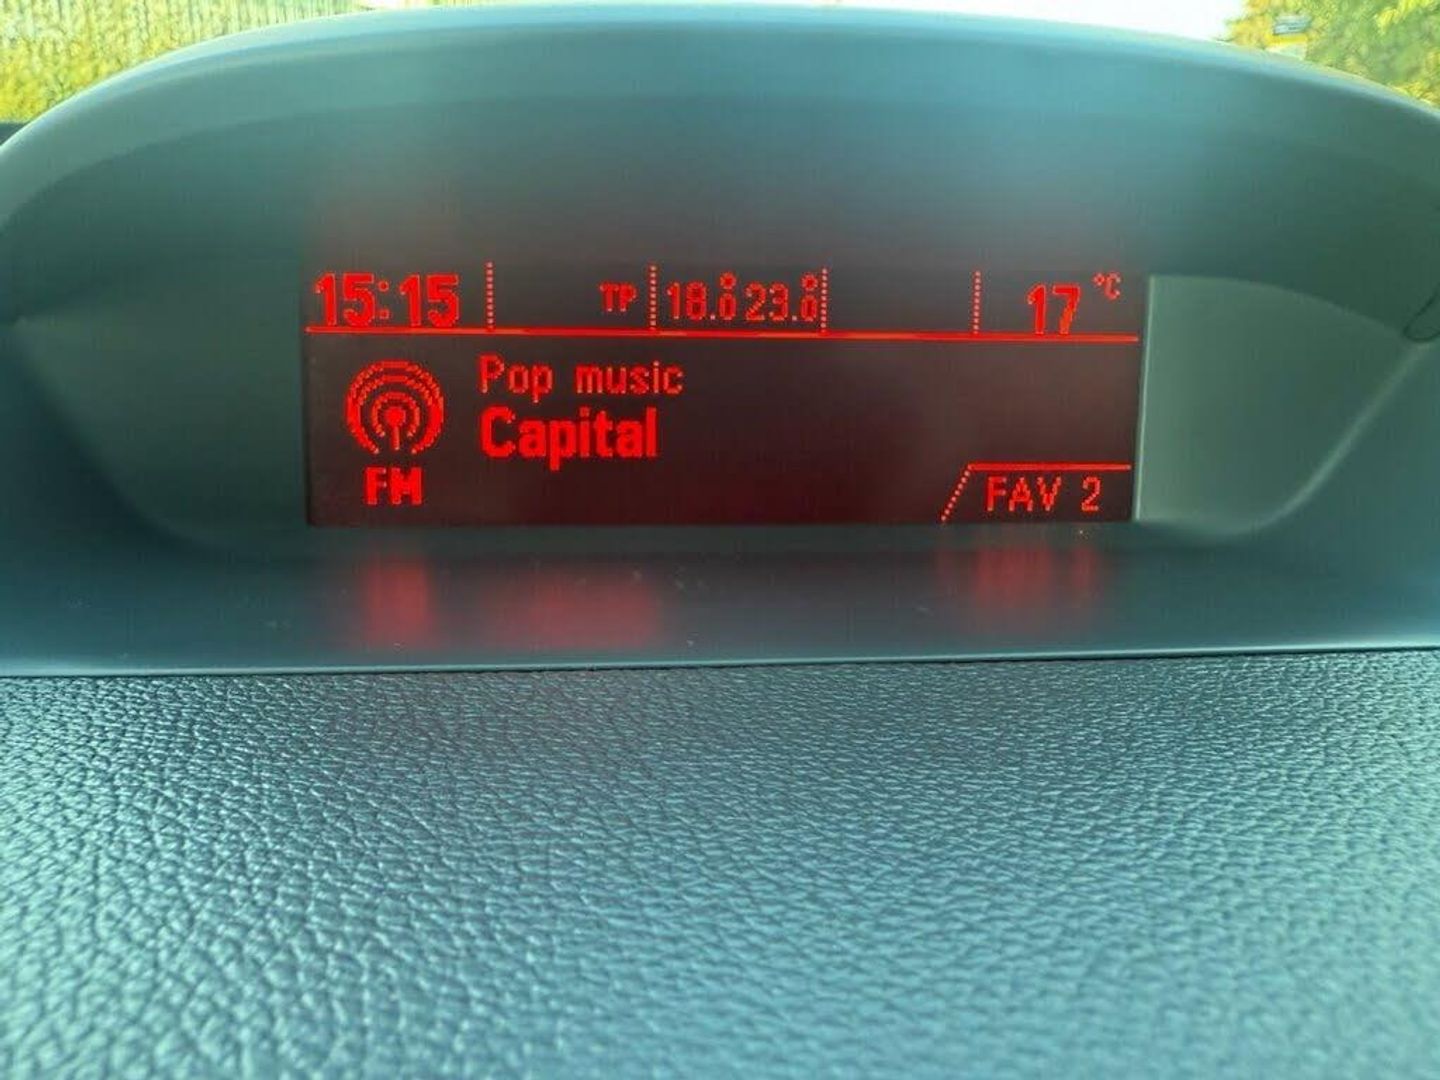 15:15 TP 18.0° 23.0° 17 °C
Pop music
Capital
FM
FAV 2